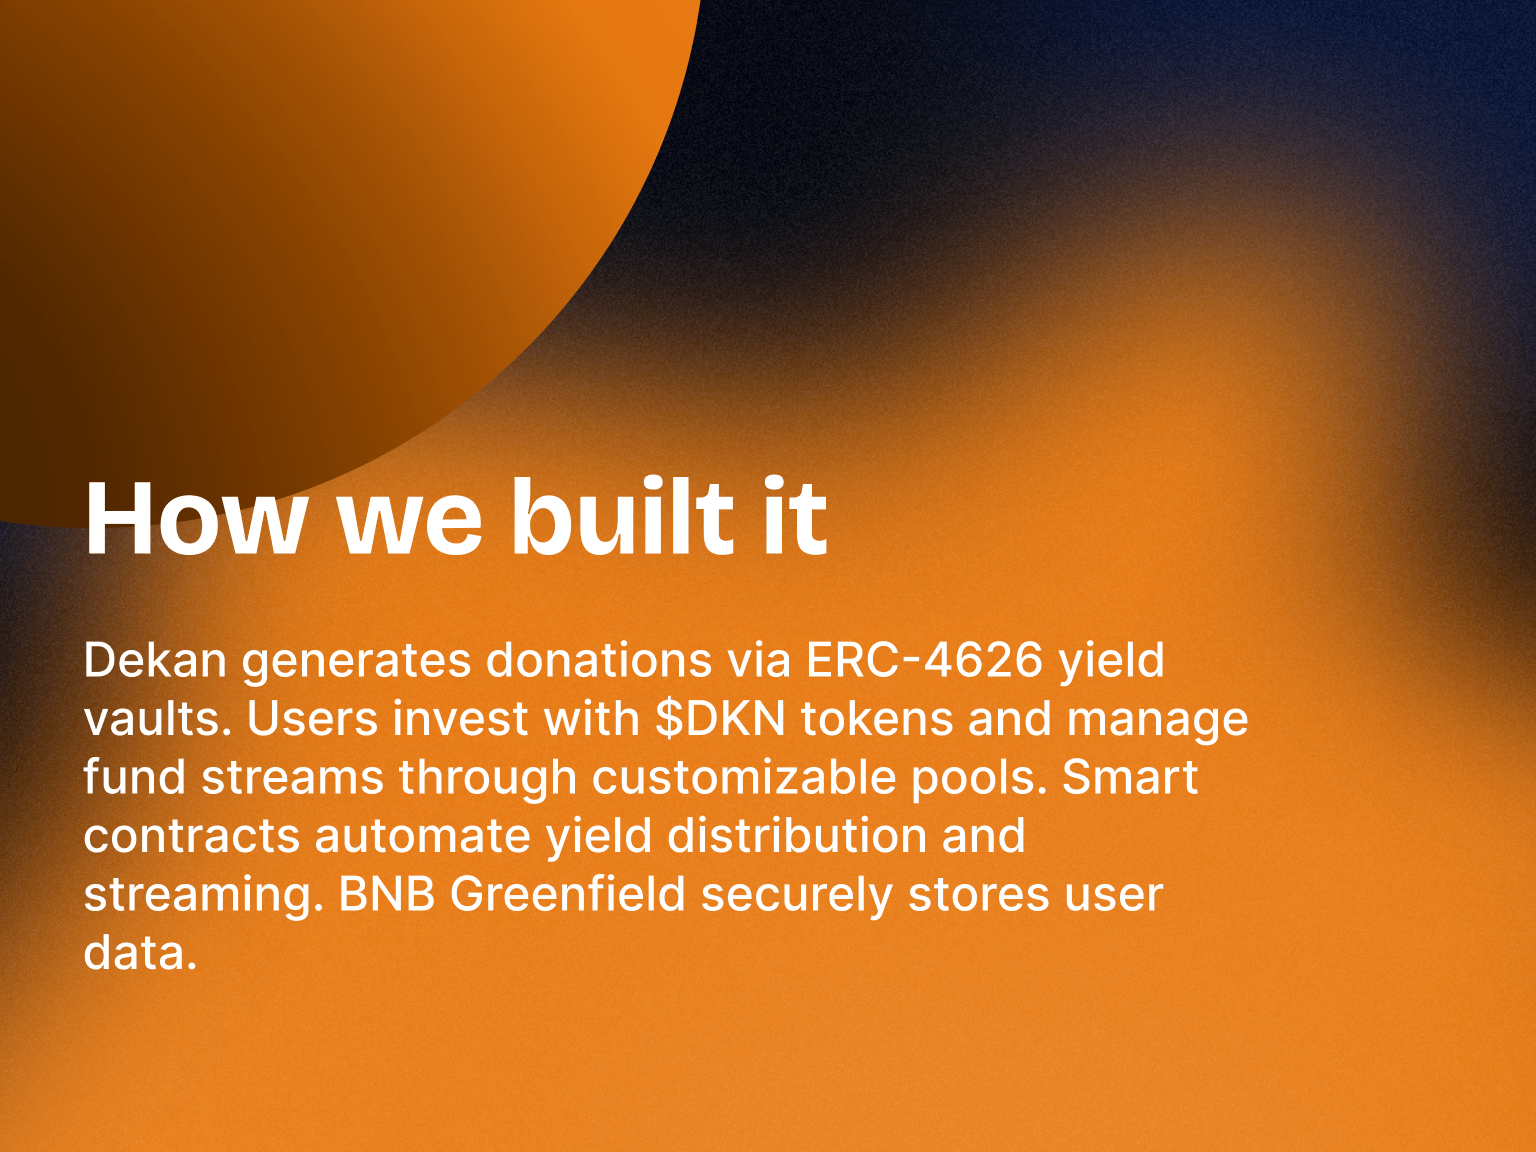 How we built it
Dekan generates donations via ERC-4626 yield
vaults. Users invest with $DKN tokens and manage
fund streams through customizable pools. Smart
contracts automate yield distribution and
streaming. BNB Greenfield securely stores user
data.